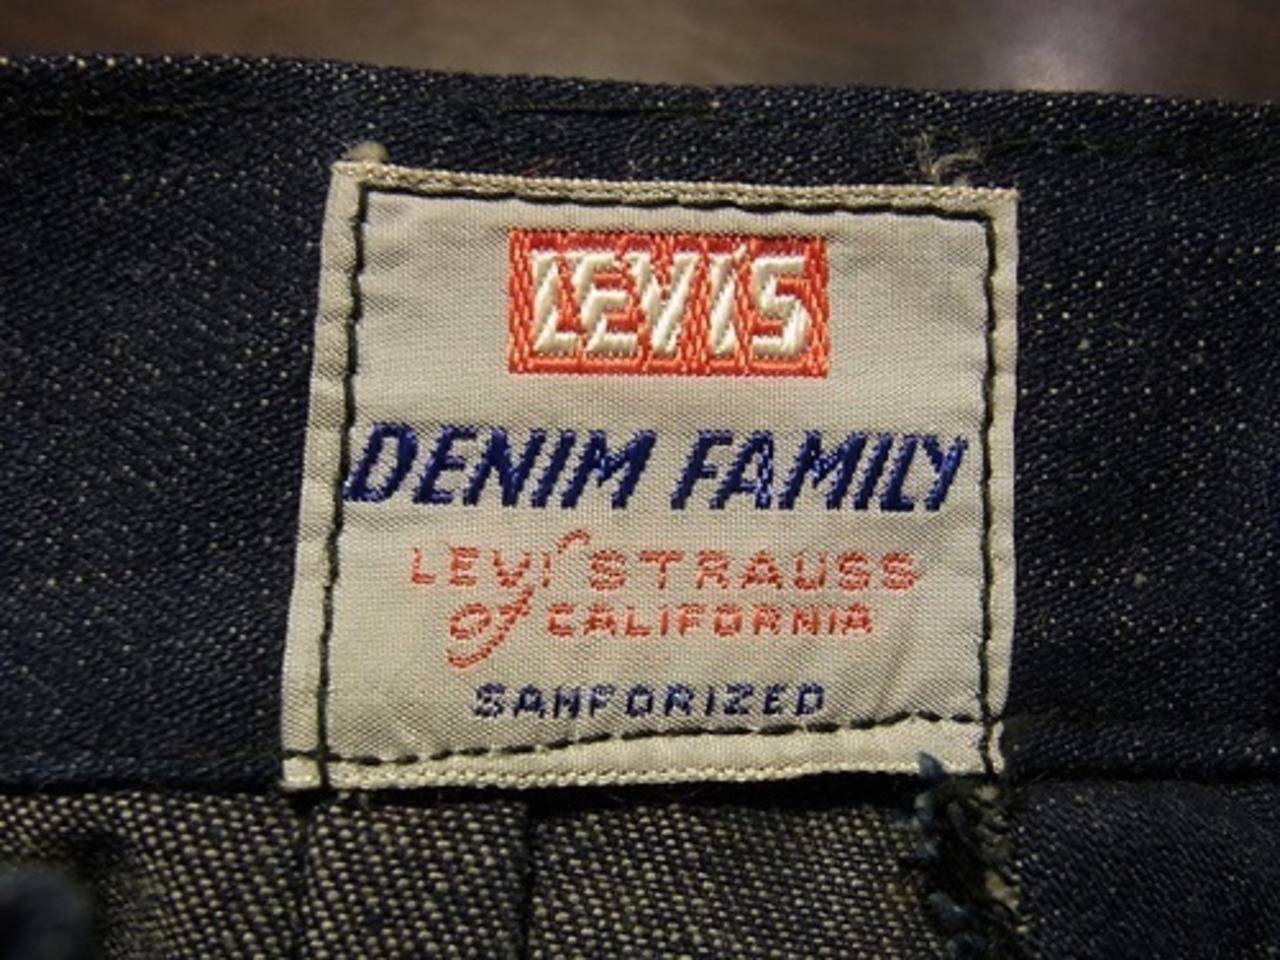 LEVI'S
DENIM FAMILY
LEVI STRAUSS
of CALIFORNIA
SANFORIZED